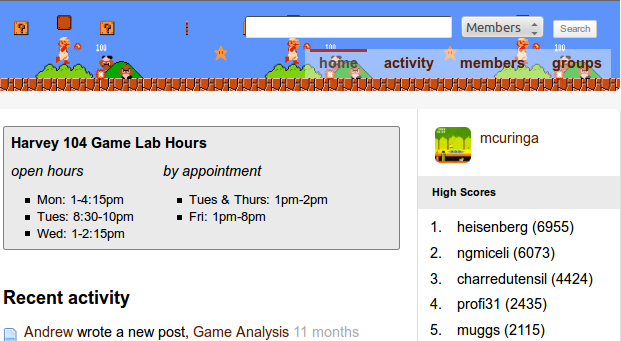 Members
Search
100
100
100
home
activity
members
groups
mcuringa
Harvey 104 Game Lab Hours
open hours
by appointment
Mon: 1-4:15pm
Tues: 8:30-10pm
Wed: 1-2:15pm
Tues & Thurs: 1pm-2pm
Fri: 1pm-8pm
High Scores
1. heisenberg (6955)
2. ngmiceli (6073)
3. charredutensil (4424)
4. profi31 (2435)
5. muggs (2115)
Recent activity
Andrew wrote a new post, Game Analysis 11 months